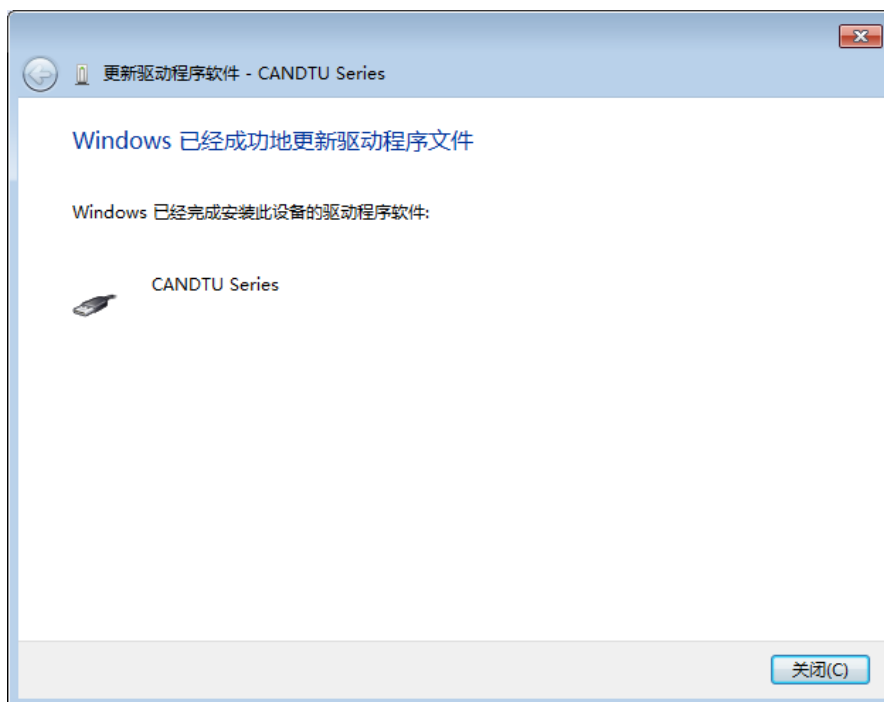 更新驱动程序软件 - CANDTU Series
Windows 已经成功地更新驱动程序文件
Windows 已经完成安装此设备的驱动程序软件:
CANDTU Series
关闭(C)